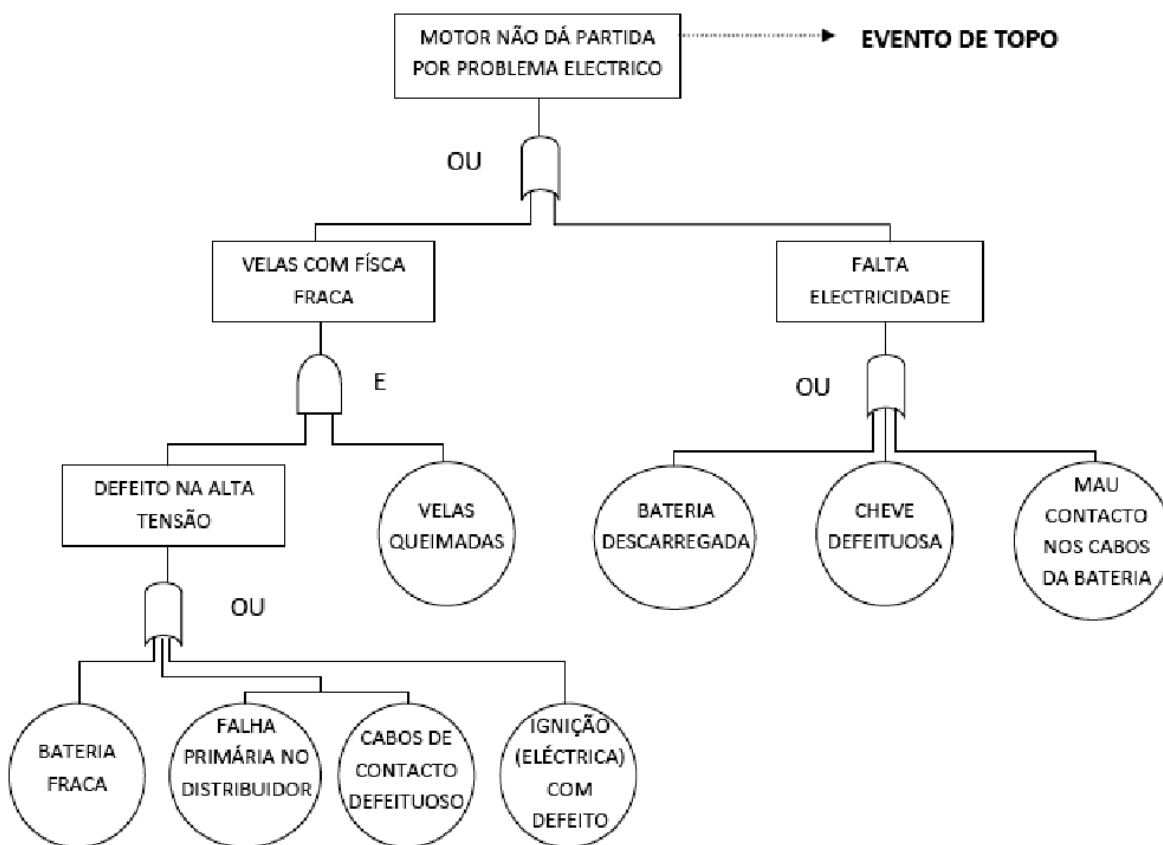 MOTOR NÃO DÁ PARTIDA
POR PROBLEMA ELECTRICO
EVENTO DE TOPO
OU
VELAS COM FÍSCA
FRACA
FALTA
ELECTRICIDADE
E
OU
DEFEITO NA ALTA
TENSÃO
VELAS
QUEIMADAS
BATERIA
DESCARREGADA
CHEVE
DEFEITUOSA
MAU
CONTACTO
NOS CABOS
DA BATERIA
OU
BATERIA
FRACA
FALHA
PRIMÁRIA NO
DISTRIBUIDOR
CABOS DE
CONTACTO
DEFEITUOSO
IGNIÇÃO
(ELÉCTRICA)
COM
DEFEITO